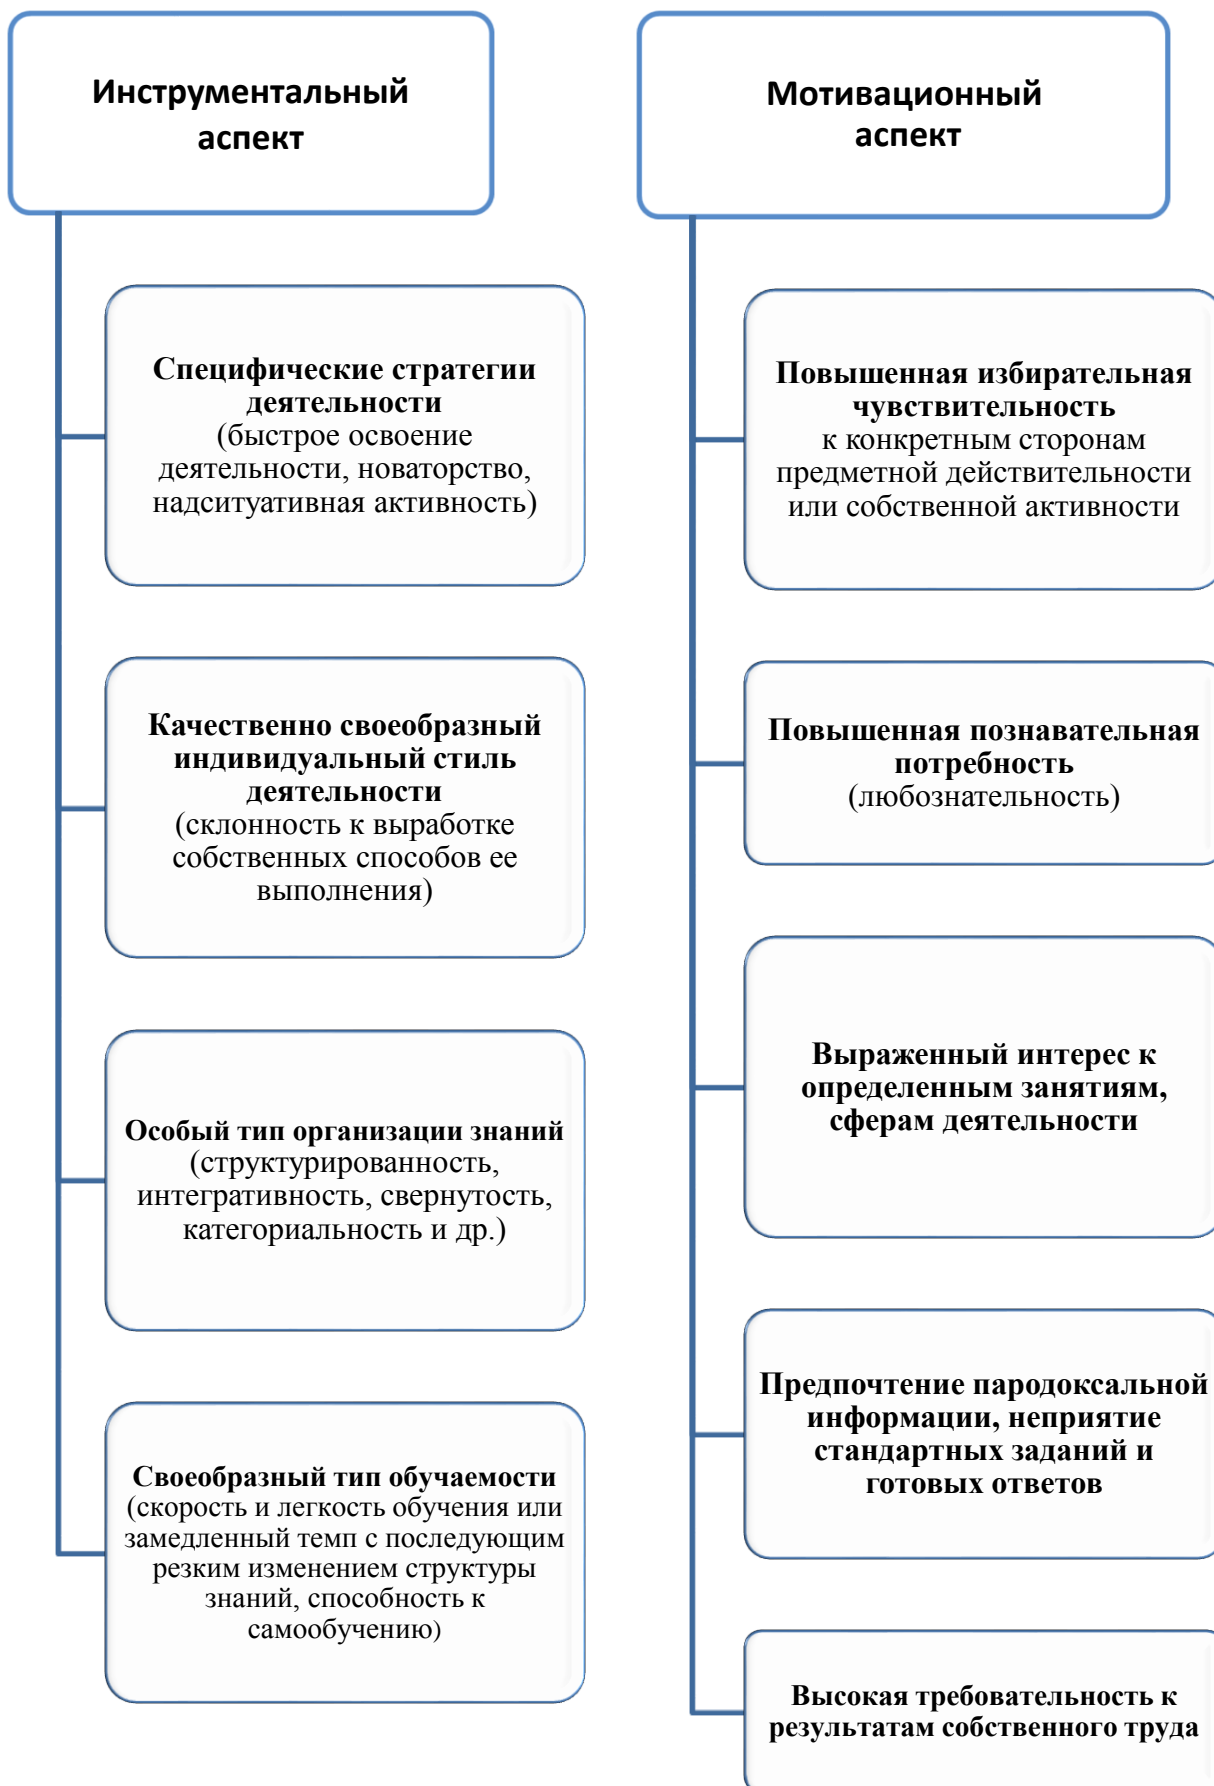 Инструментальный
аспект
Специфические стратегии
деятельности
(быстрое освоение
деятельности, новаторство,
надситуативная активность)
Качественно своеобразный
индивидуальный стиль
деятельности
(склонность к выработке
собственных способов ее
выполнения)
Особый тип организации знаний
(структурированность,
интегративность, свернутость,
категориальность и др.)
Своеобразный тип обучаемости
(скорость и легкость обучения или
замедленный темп с последующим
резким изменением структуры
знаний, способность к
самообучению)
Мотивационный
аспект
Повышенная избирательная
чувствительность
к конкретным сторонам
предметной действительности
или собственной активности
Повышенная познавательная
потребность
(любознательность)
Выраженный интерес к
определенным занятиям,
сферам деятельности
Предпочтение пародоксальной
информации, неприятие
стандартных заданий и
готовых ответов
Высокая требовательность к
результатам собственного труда